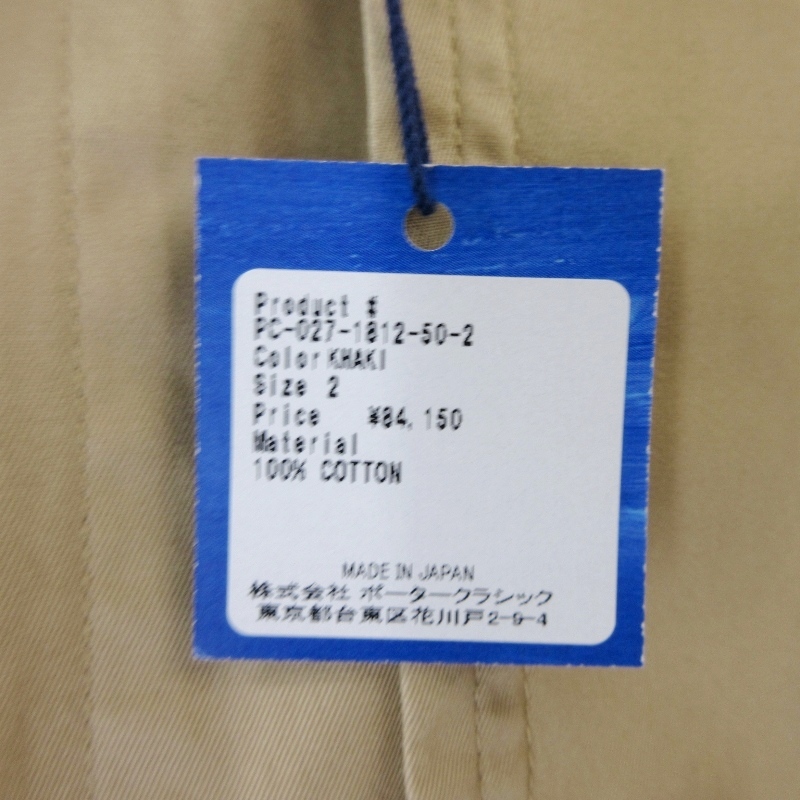 Product #
PC-027-1812-50-2
Color KHAKI
Size 2
Price ¥84,150
Material
100% COTTON
MADE IN JAPAN
株式会社 ポータークラシック
東京都台東区花川戸2-9-4